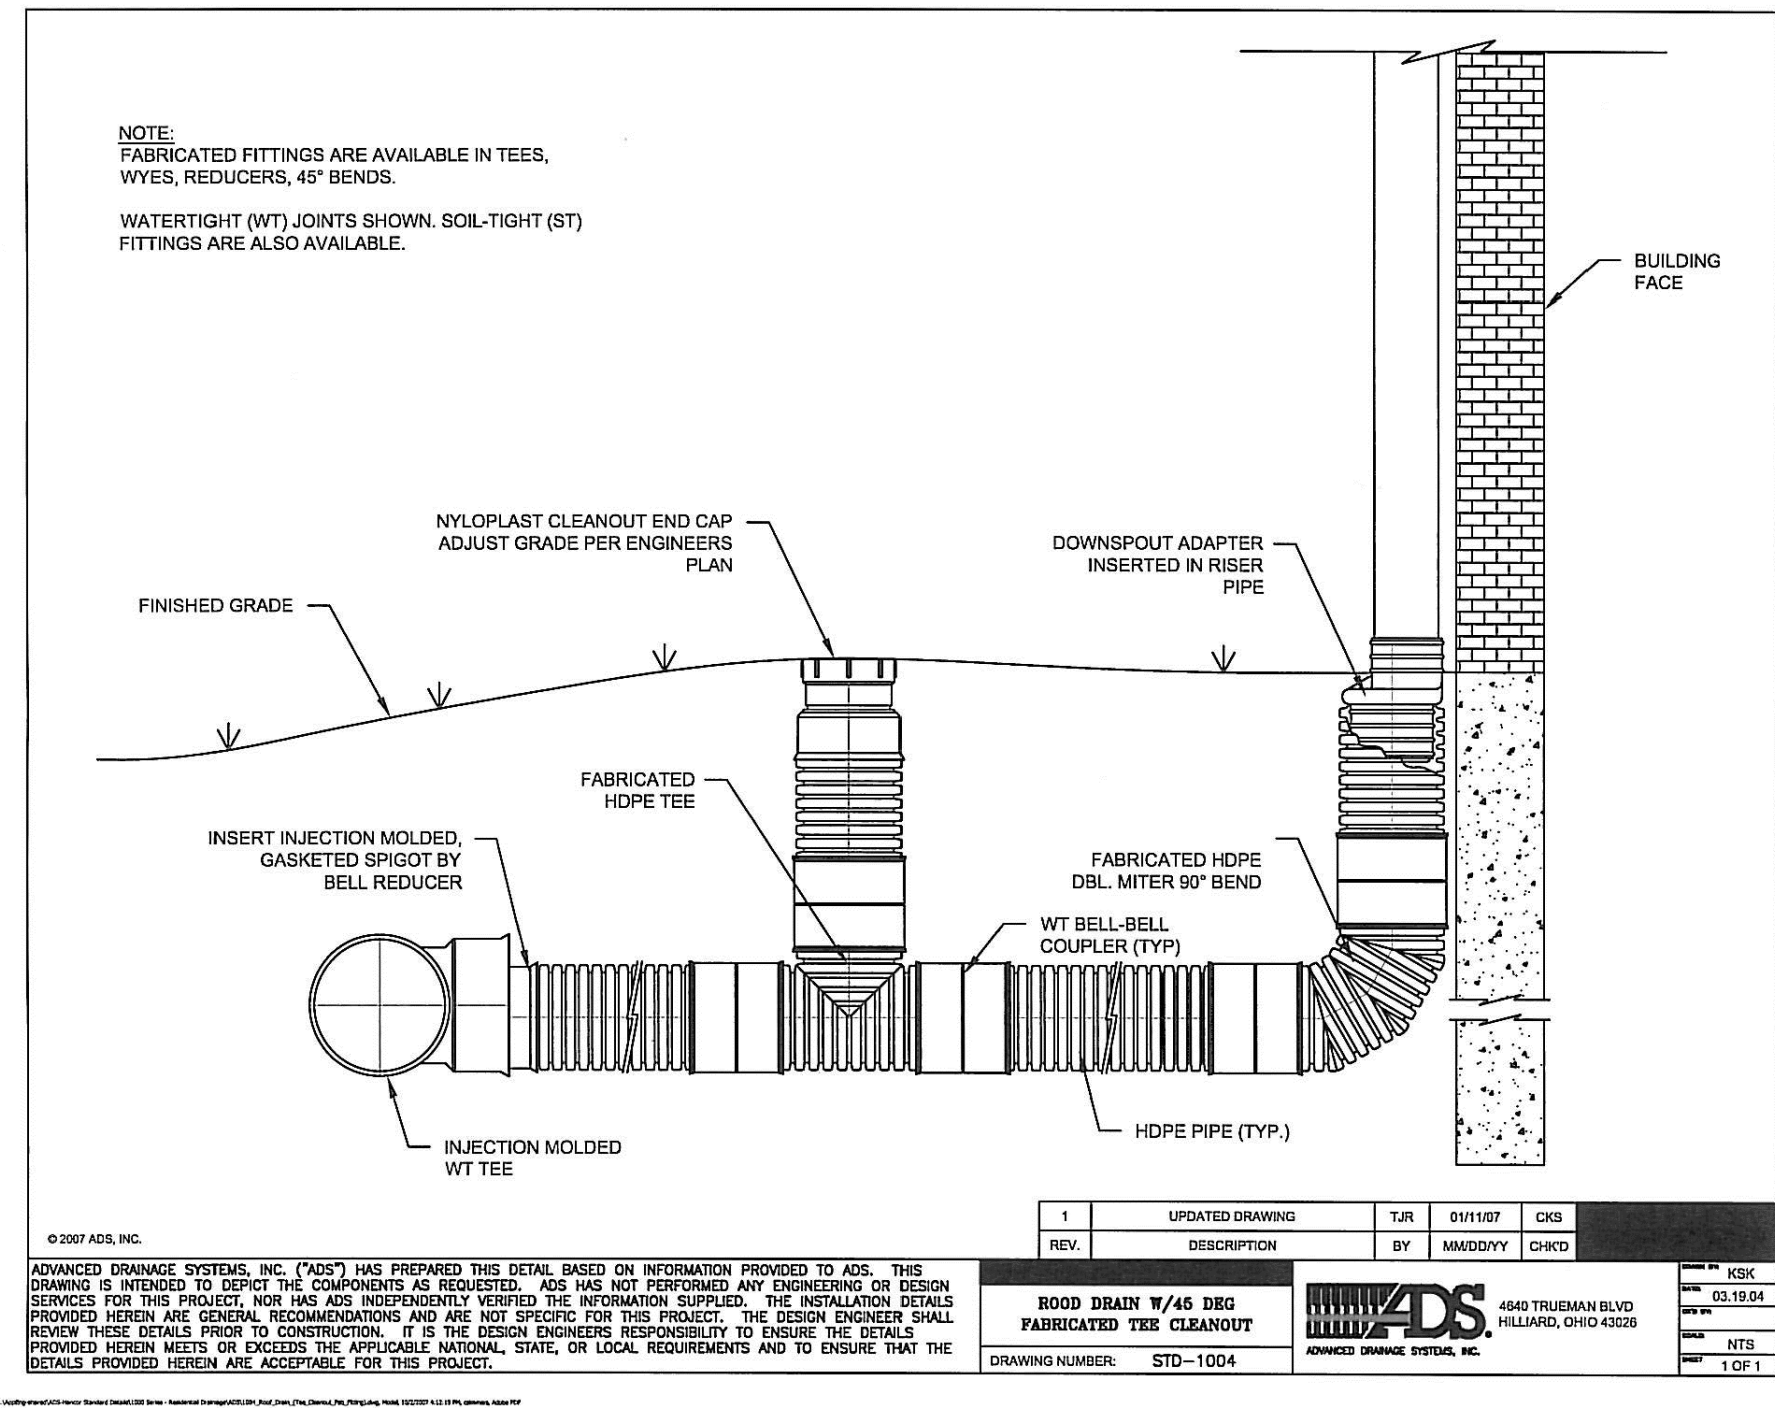 NOTE:
FABRICATED FITTINGS ARE AVAILABLE IN TEES,
WYES, REDUCERS, 45° BENDS.
WATERTIGHT (WT) JOINTS SHOWN. SOIL-TIGHT (ST)
FITTINGS ARE ALSO AVAILABLE.
BUILDING
FACE
NYLOPLAST CLEANOUT END CAP
ADJUST GRADE PER ENGINEERS
PLAN
DOWNSPOUT ADAPTER
INSERTED IN RISER
PIPE
FINISHED GRADE
FABRICATED
HDPE TEE
INSERT INJECTION MOLDED,
GASKETED SPIGOT BY
BELL REDUCER
FABRICATED HDPE
DBL. MITER 90° BEND
WT BELL-BELL
COUPLER (TYP)
HDPE PIPE (TYP.)
INJECTION MOLDED
WT TEE
© 2007 ADS, INC.
1 UPDATED DRAWING TJR 01/11/07 CKS
REV. DESCRIPTION BY MM/DD/YY CHK'D
ADVANCED DRAINAGE SYSTEMS, INC. ("ADS") HAS PREPARED THIS DETAIL BASED ON INFORMATION PROVIDED TO ADS. THIS
DRAWING IS INTENDED TO DEPICT THE COMPONENTS AS REQUESTED. ADS HAS NOT PERFORMED ANY ENGINEERING OR DESIGN
SERVICES FOR THIS PROJECT, NOR HAS ADS INDEPENDENTLY VERIFIED THE INFORMATION SUPPLIED. THE INSTALLATION DETAILS
PROVIDED HEREIN ARE GENERAL RECOMMENDATIONS AND ARE NOT SPECIFIC FOR THIS PROJECT. THE DESIGN ENGINEER SHALL
REVIEW THESE DETAILS PRIOR TO CONSTRUCTION. IT IS THE DESIGN ENGINEERS RESPONSIBILITY TO ENSURE THE DETAILS
PROVIDED HEREIN MEETS OR EXCEEDS THE APPLICABLE NATIONAL, STATE, OR LOCAL REQUIREMENTS AND TO ENSURE THAT THE
DETAILS PROVIDED HEREIN ARE ACCEPTABLE FOR THIS PROJECT.
ROOD DRAIN W/45 DEG
FABRICATED TEE CLEANOUT
DRAWING NUMBER: STD-1004
ADS.
ADVANCED DRAINAGE SYSTEMS, INC.
4640 TRUEMAN BLVD
HILLIARD, OHIO 43026
KSK
03.19.04
NTS
1 OF 1